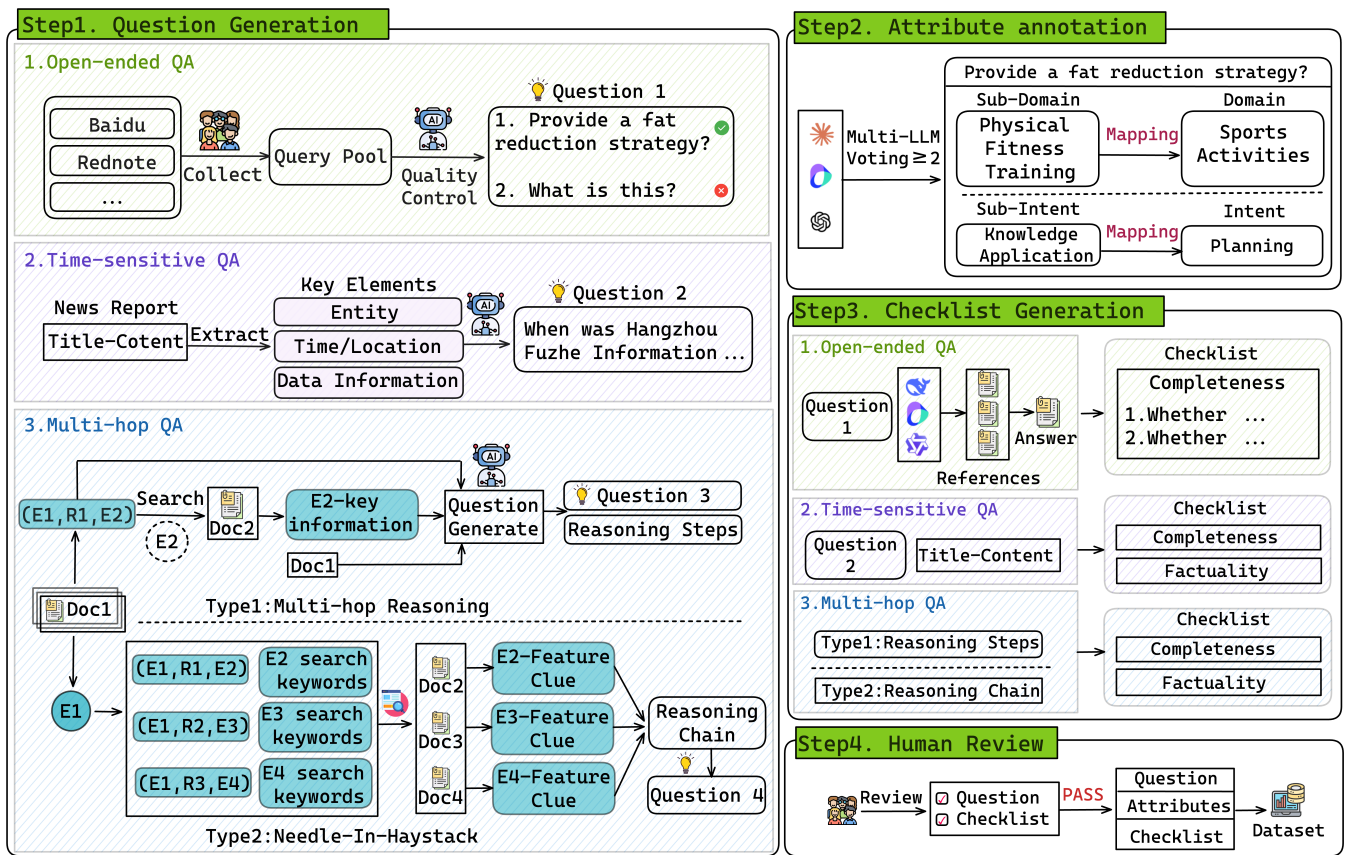 Step1. Question Generation
1.Open-ended QA
Baidu
Rednote
...
Collect
Query Pool
AI
Quality
Control
Question 1
1. Provide a fat
reduction strategy?
2. What is this?
2.Time-sensitive QA
News Report
Title-Cotent
Extract
Key Elements
Entity
Time/Location
Data Information
AI
Question 2
When was Hangzhou
Fuzhe Information ...
3.Multi-hop QA
(E1,R1,E2)
Search
E2
Doc2
E2-key
information
AI
Question
Generate
Doc1
Question 3
Reasoning Steps
Doc1
Type1:Multi-hop Reasoning
E1
(E1,R1,E2)
E2 search
keywords
(E1,R2,E3)
E3 search
keywords
(E1,R3,E4)
E4 search
keywords
Doc2
Doc3
Doc4
E2-Feature
Clue
E3-Feature
Clue
E4-Feature
Clue
Reasoning
Chain
Question 4
Type2:Needle-In-Haystack
Step2. Attribute annotation
Multi-LLM
Voting≥2
Provide a fat reduction strategy?
Sub-Domain
Physical
Fitness
Training
Mapping
Domain
Sports
Activities
Sub-Intent
Knowledge
Application
Mapping
Intent
Planning
Step3. Checklist Generation
1.Open-ended QA
Question
1
References
Answer
Checklist
Completeness
1.Whether ...
2.Whether ...
2.Time-sensitive QA
Question
2
Title-Content
Checklist
Completeness
Factuality
3.Multi-hop QA
Type1:Reasoning Steps
Type2:Reasoning Chain
Checklist
Completeness
Factuality
Step4. Human Review
Review
Question
Checklist
PASS
Question
Attributes
Checklist
Dataset